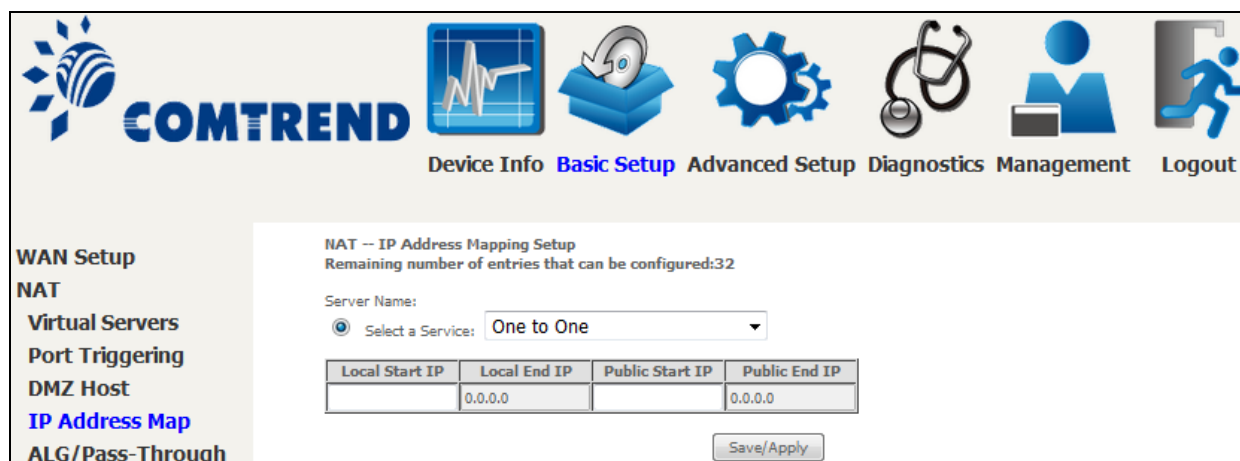 COMTREND
Device Info Basic Setup Advanced Setup Diagnostics Management Logout
WAN Setup
NAT
Virtual Servers
Port Triggering
DMZ Host
IP Address Map
ALG/Pass-Through
NAT -- IP Address Mapping Setup
Remaining number of entries that can be configured:32
Server Name:
Select a Service: One to One
Local Start IP Local End IP Public Start IP Public End IP
0.0.0.0 0.0.0.0
Save/Apply